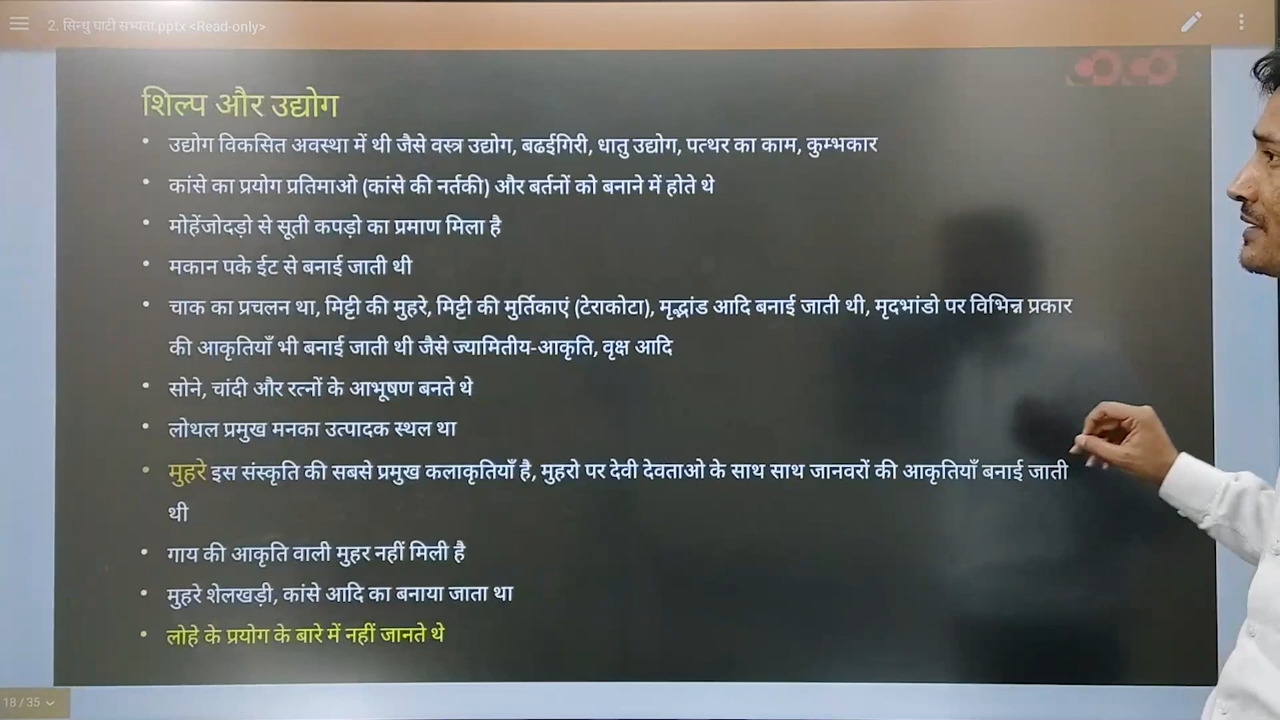 2. सिन्धु घाटी सभ्यता.pptx <Read-only>
शिल्प और उद्योग
• उद्योग विकसित अवस्था में थी जैसे वस्त्र उद्योग, बढईगिरी, धातु उद्योग, पत्थर का काम, कुम्भकार
• कांसे का प्रयोग प्रतिमाओ (कांसे की नर्तकी) और बर्तनों को बनाने में होते थे
• मोहेंजोदड़ो से सूती कपड़ो का प्रमाण मिला है
• मकान पके ईट से बनाई जाती थी
• चाक का प्रचलन था, मिट्टी की मुहरे, मिट्टी की मुर्तिकाएं (टेराकोटा), मृद्भांड आदि बनाई जाती थी, मृदभांडो पर विभिन्न प्रकार
की आकृतियाँ भी बनाई जाती थी जैसे ज्यामितीय-आकृति, वृक्ष आदि
• सोने, चांदी और रत्नों के आभूषण बनते थे
• लोथल प्रमुख मनका उत्पादक स्थल था
• मुहरे इस संस्कृति की सबसे प्रमुख कलाकृतियाँ है, मुहरो पर देवी देवताओ के साथ साथ जानवरों की आकृतियाँ बनाई जाती
थी
• गाय की आकृति वाली मुहर नहीं मिली है
• मुहरे शेलखड़ी, कांसे आदि का बनाया जाता था
• लोहे के प्रयोग के बारे में नहीं जानते थे
18 / 35